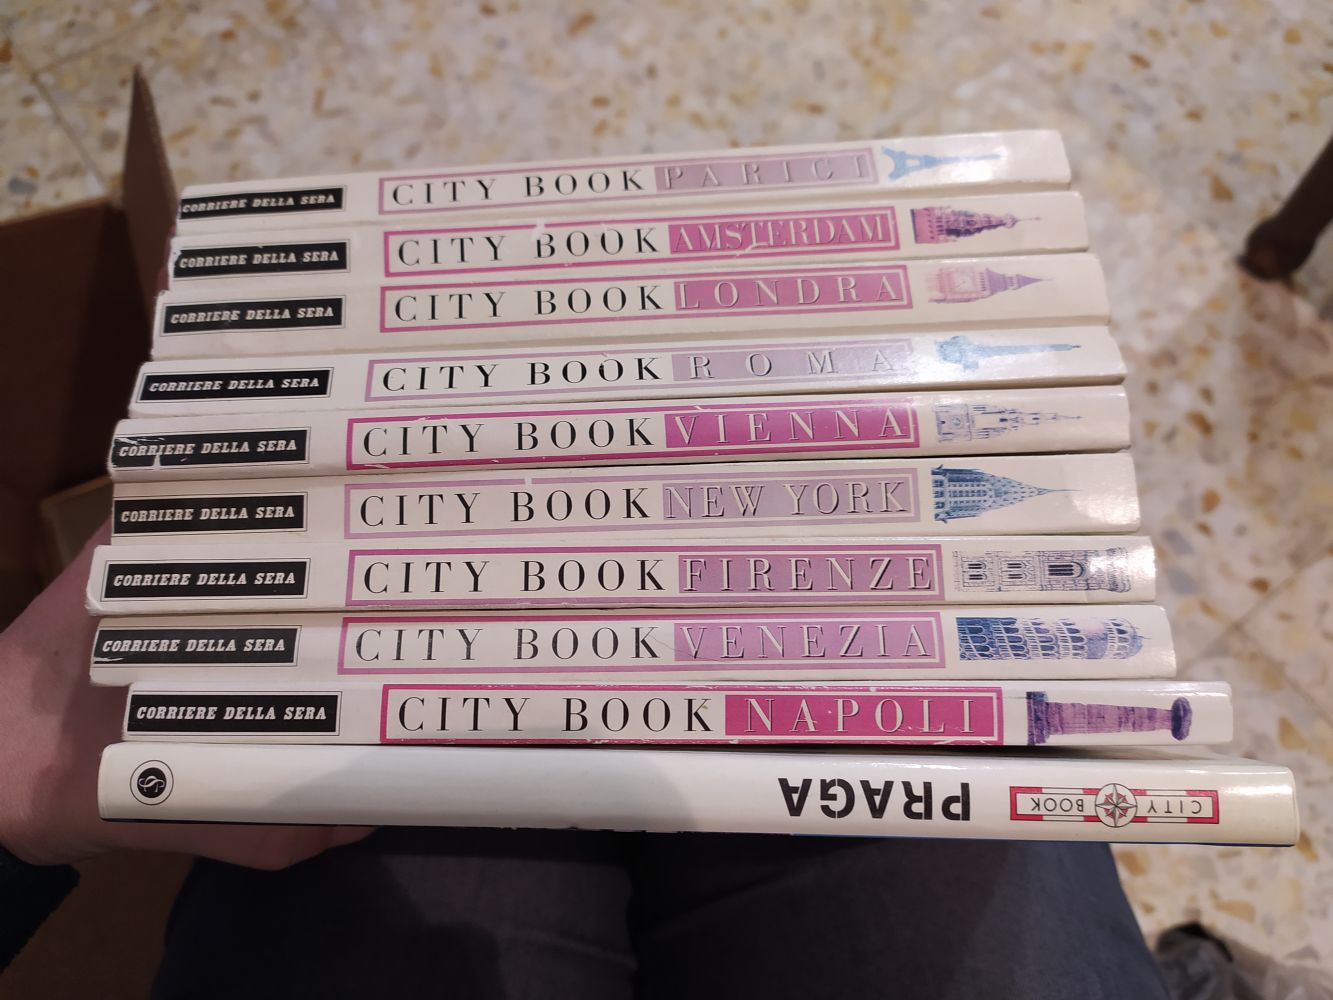 CORRIERE DELLA SERA CITY BOOK PARIGI
CORRIERE DELLA SERA CITY BOOK AMSTERDAM
CORRIERE DELLA SERA CITY BOOK LONDRA
CORRIERE DELLA SERA CITY BOOK ROMA
CORRIERE DELLA SERA CITY BOOK VIENNA
CORRIERE DELLA SERA CITY BOOK NEW YORK
CORRIERE DELLA SERA CITY BOOK FIRENZE
CORRIERE DELLA SERA CITY BOOK VENEZIA
CORRIERE DELLA SERA CITY BOOK NAPOLI
CITY BOOK PRAGA